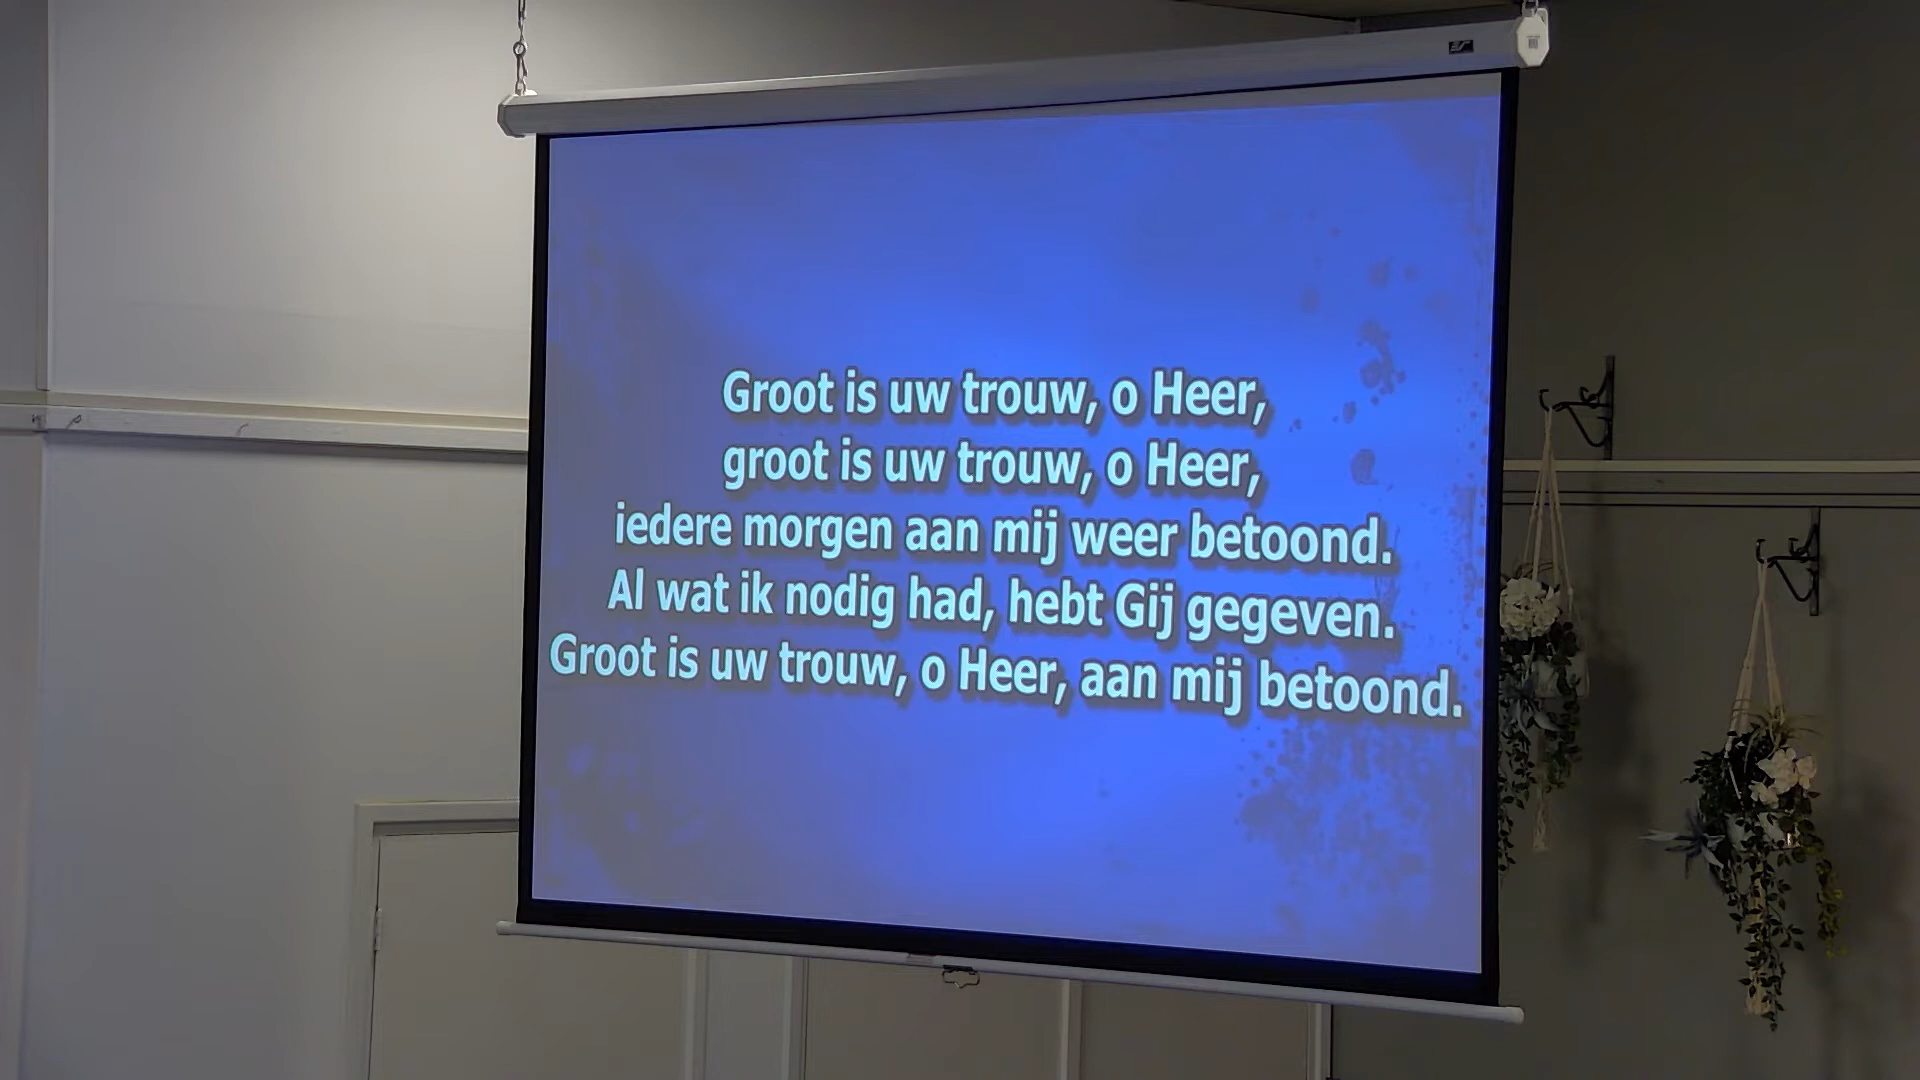 Groot is uw trouw, o Heer,
groot is uw trouw, o Heer,
iedere morgen aan mij weer betoond.
Al wat ik nodig had, hebt Gij gegeven.
Groot is uw trouw, o Heer, aan mij betoond.